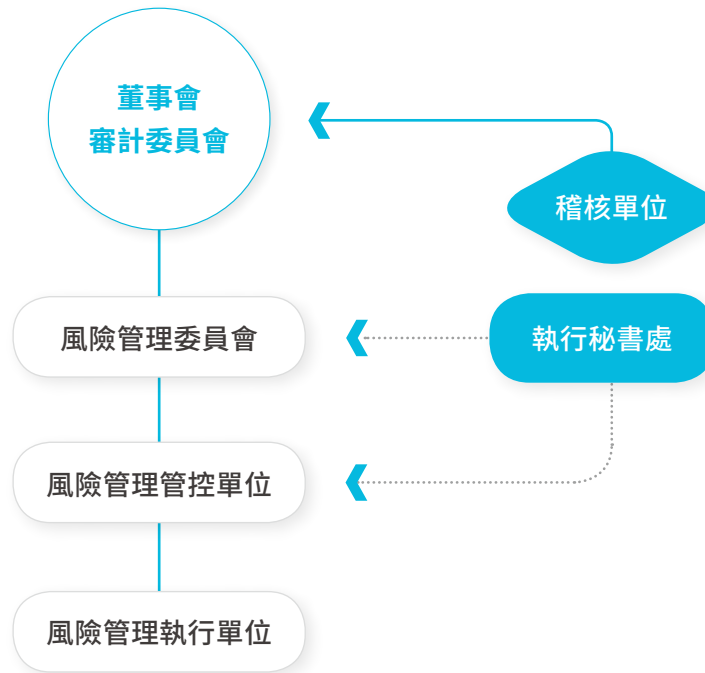 董事會
審計委員會
稽核單位
風險管理委員會
執行秘書處
風險管理管控單位
風險管理執行單位